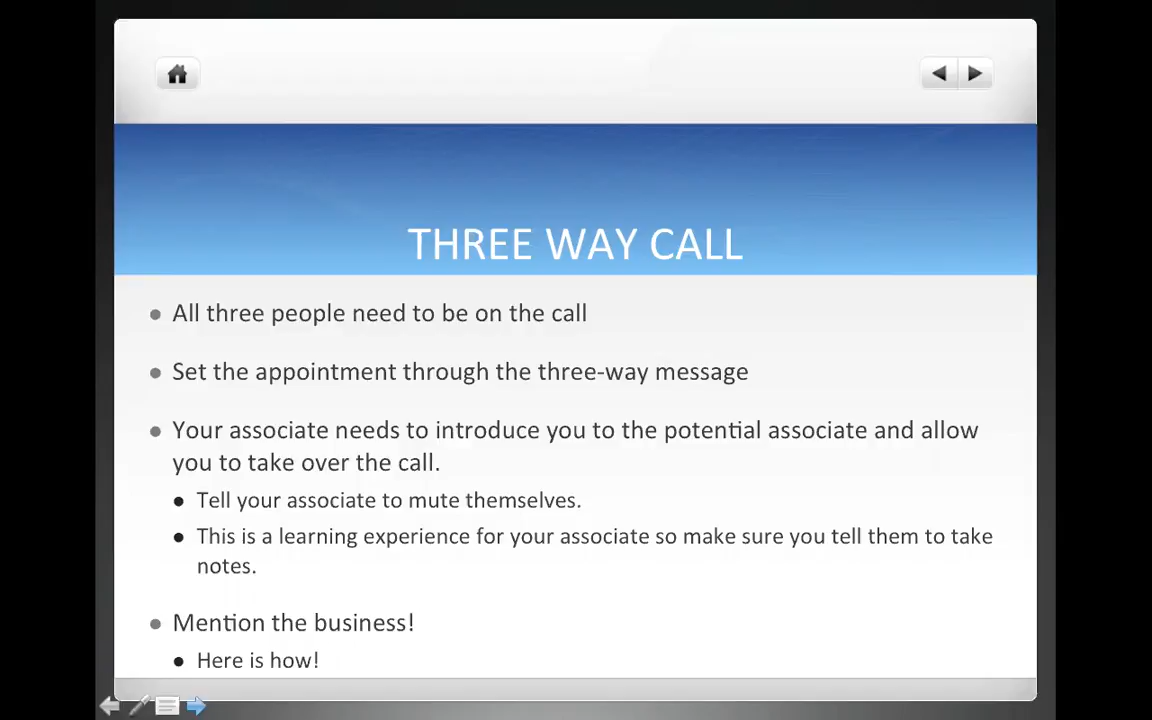 THREE WAY CALL
All three people need to be on the call
Set the appointment through the three-way message
Your associate needs to introduce you to the potential associate and allow
you to take over the call.
Tell your associate to mute themselves.
This is a learning experience for your associate so make sure you tell them to take
notes.
Mention the business!
Here is how!